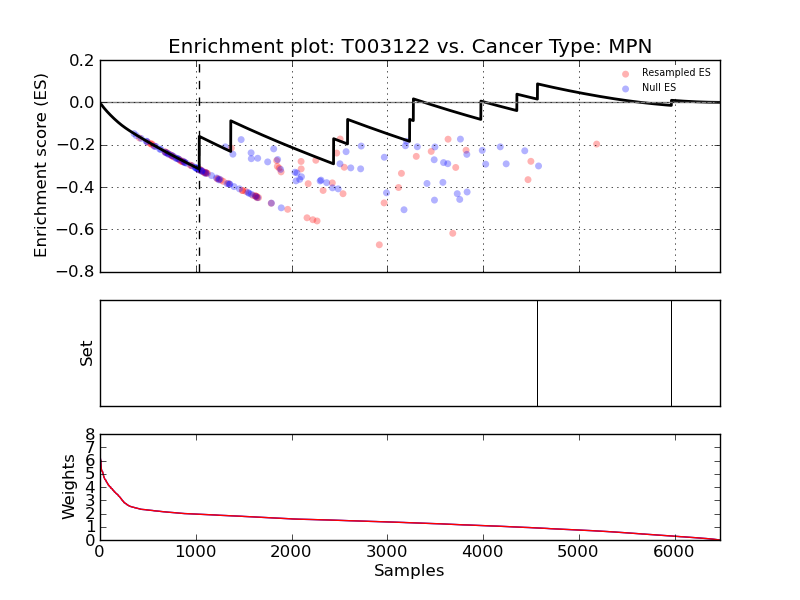 Enrichment plot: T003122 vs. Cancer Type: MPN
0.2
0.0
−0.2
−0.4
−0.6
−0.8
Enrichment score (ES)
Resampled ES
Null ES
Set
8
7
6
5
4
3
2
1
0
Weights
0 1000 2000 3000 4000 5000 6000
Samples